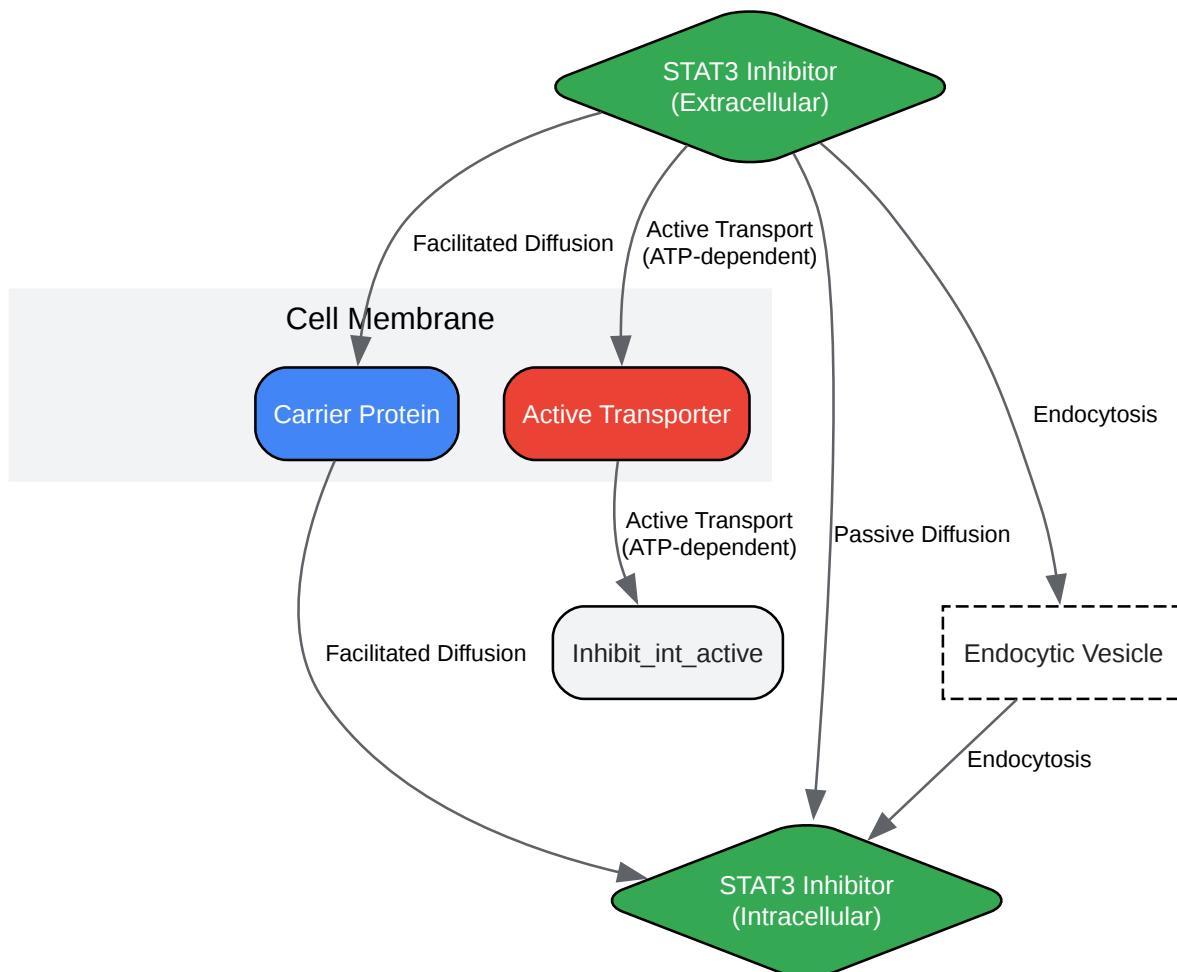 STAT3 Inhibitor
(Extracellular)
Facilitated Diffusion
Active Transport
(ATP-dependent)
Cell Membrane
Carrier Protein
Active Transporter
Endocytosis
Active Transport
(ATP-dependent)
Passive Diffusion
Facilitated Diffusion
Inhibit_int_active
Endocytic Vesicle
Endocytosis
STAT3 Inhibitor
(Intracellular)